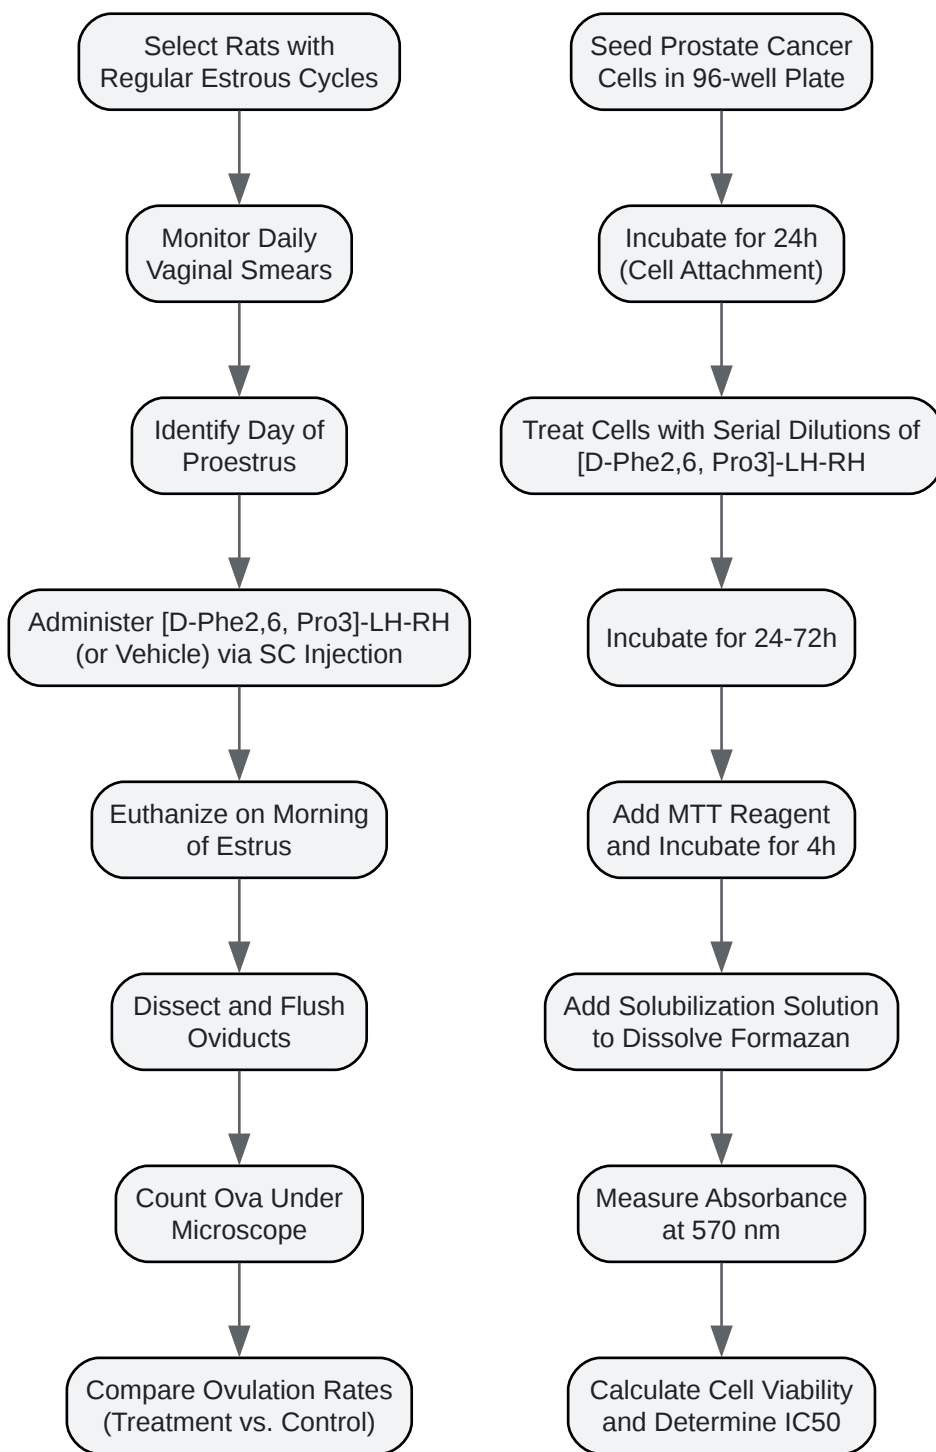 Select Rats with
Regular Estrous Cycles
Monitor Daily
Vaginal Smears
Identify Day of
Proestrus
Administer [D-Phe2,6, Pro3]-LH-RH
(or Vehicle) via SC Injection
Euthanize on Morning
of Estrus
Dissect and Flush
Oviducts
Count Ova Under
Microscope
Compare Ovulation Rates
(Treatment vs. Control)
Seed Prostate Cancer
Cells in 96-well Plate
Incubate for 24h
(Cell Attachment)
Treat Cells with Serial Dilutions of
[D-Phe2,6, Pro3]-LH-RH
Incubate for 24-72h
Add MTT Reagent
and Incubate for 4h
Add Solubilization Solution
to Dissolve Formazan
Measure Absorbance
at 570 nm
Calculate Cell Viability
and Determine IC50